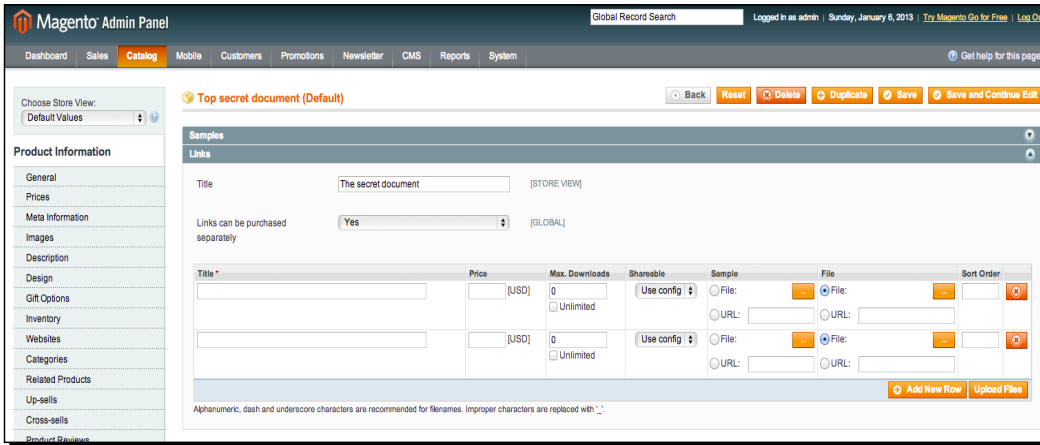 Magento Admin Panel
Global Record Search
Logged in as admin | Sunday, January 6, 2013 | Try Magento Go for Free | Log Ou
Dashboard Sales Catalog Mobile Customers Promotions Newsletter CMS Reports System
Get help for this page
Choose Store View:
Default Values
Product Information
General
Prices
Meta Information
Images
Description
Design
Gift Options
Inventory
Websites
Categories
Related Products
Up-sells
Cross-sells
Product Reviews
Top secret document (Default)
Back Reset Delete Duplicate Save Save and Continue Edit
Samples
Links
Title The secret document [STORE VIEW]
Links can be purchased separately Yes [GLOBAL]
Title * Price Max. Downloads Shareable Sample File Sort Order
[USD] 0 Use config File: ... File: ...
Unlimited URL: URL:
[USD] 0 Use config File: ... File: ...
Unlimited URL: URL:
Add New Row Upload Files
Alphanumeric, dash and underscore characters are recommended for filenames. Improper characters are replaced with '_'.